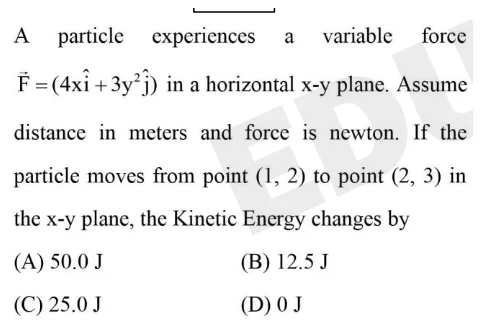 A particle experiences a variable force
F⃗ = (4xî + 3y²ĵ) in a horizontal x-y plane. Assume
distance in meters and force is newton. If the
particle moves from point (1, 2) to point (2, 3) in
the x-y plane, the Kinetic Energy changes by
(A) 50.0 J (B) 12.5 J
(C) 25.0 J (D) 0 J
EDU